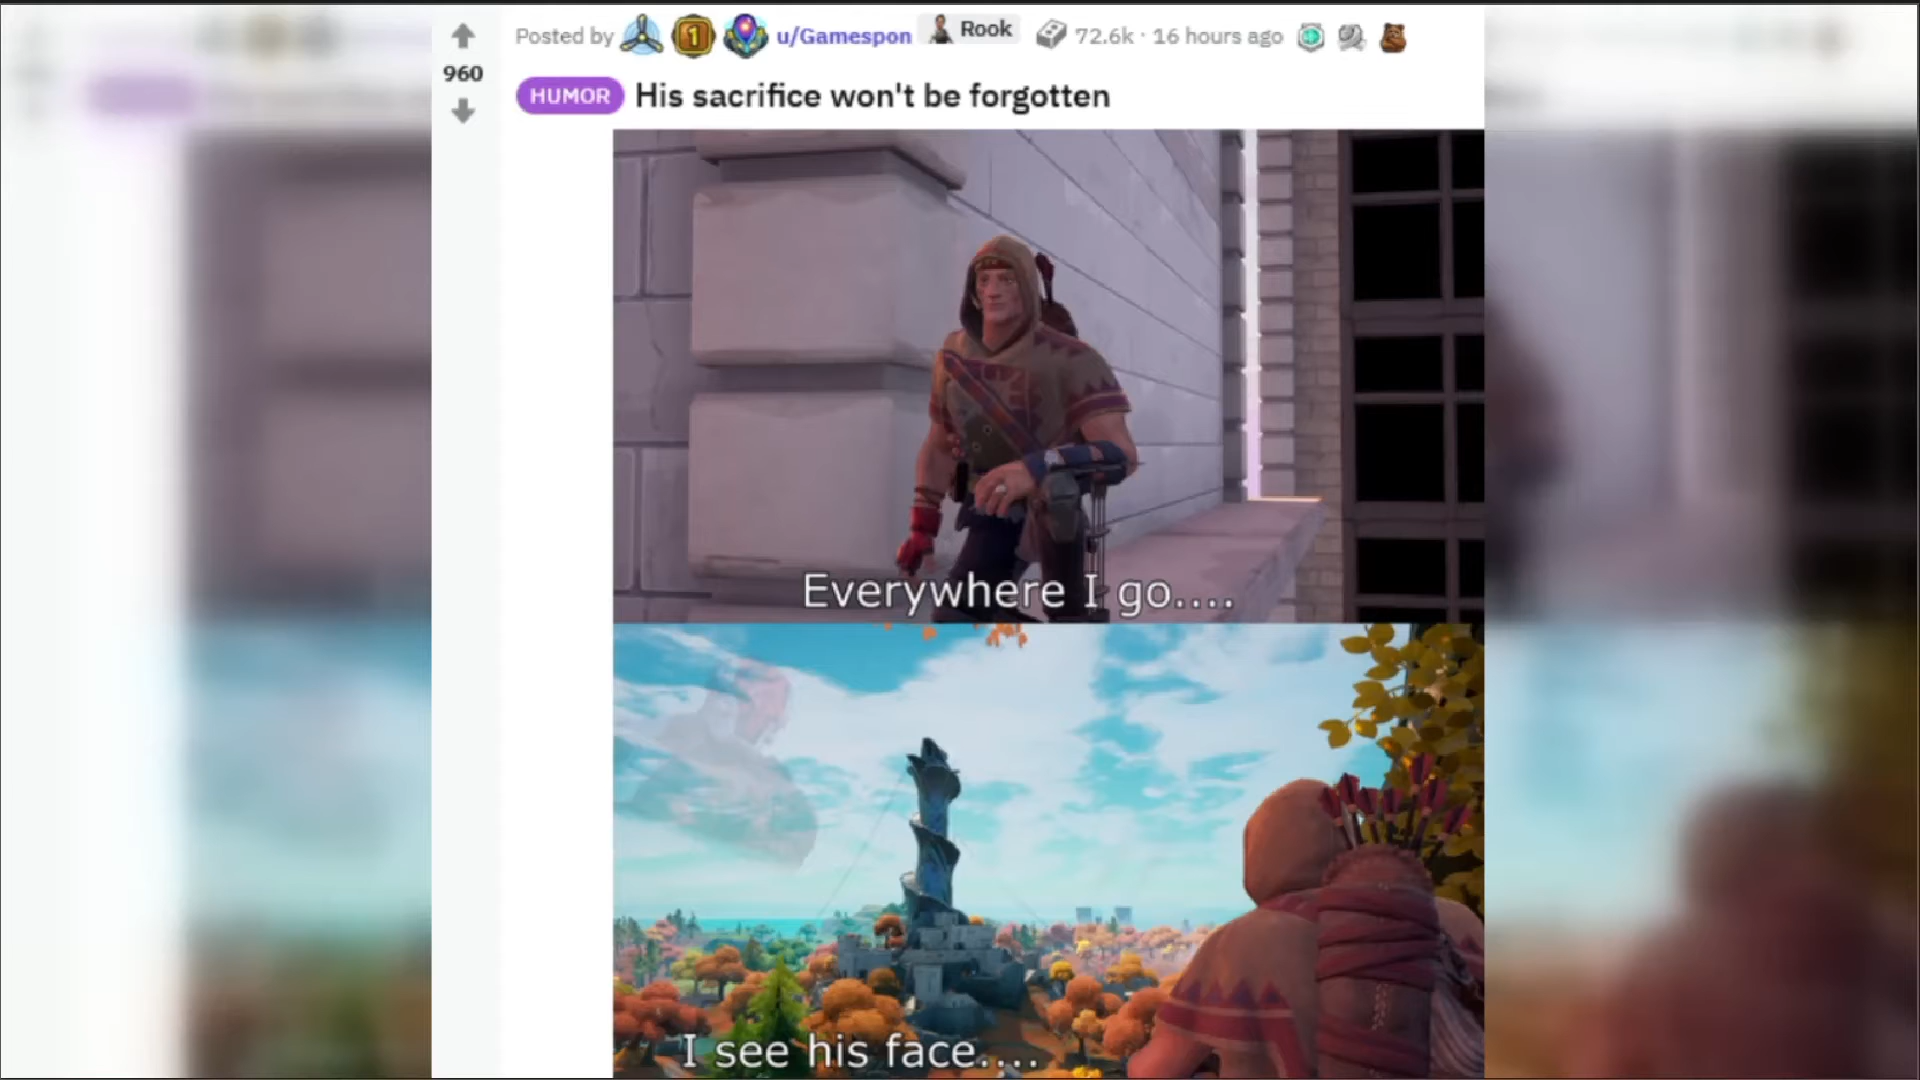 Posted by 1 u/Gamespon Rook 72.6k · 16 hours ago
960
HUMOR His sacrifice won't be forgotten
Everywhere I go....
I see his face....